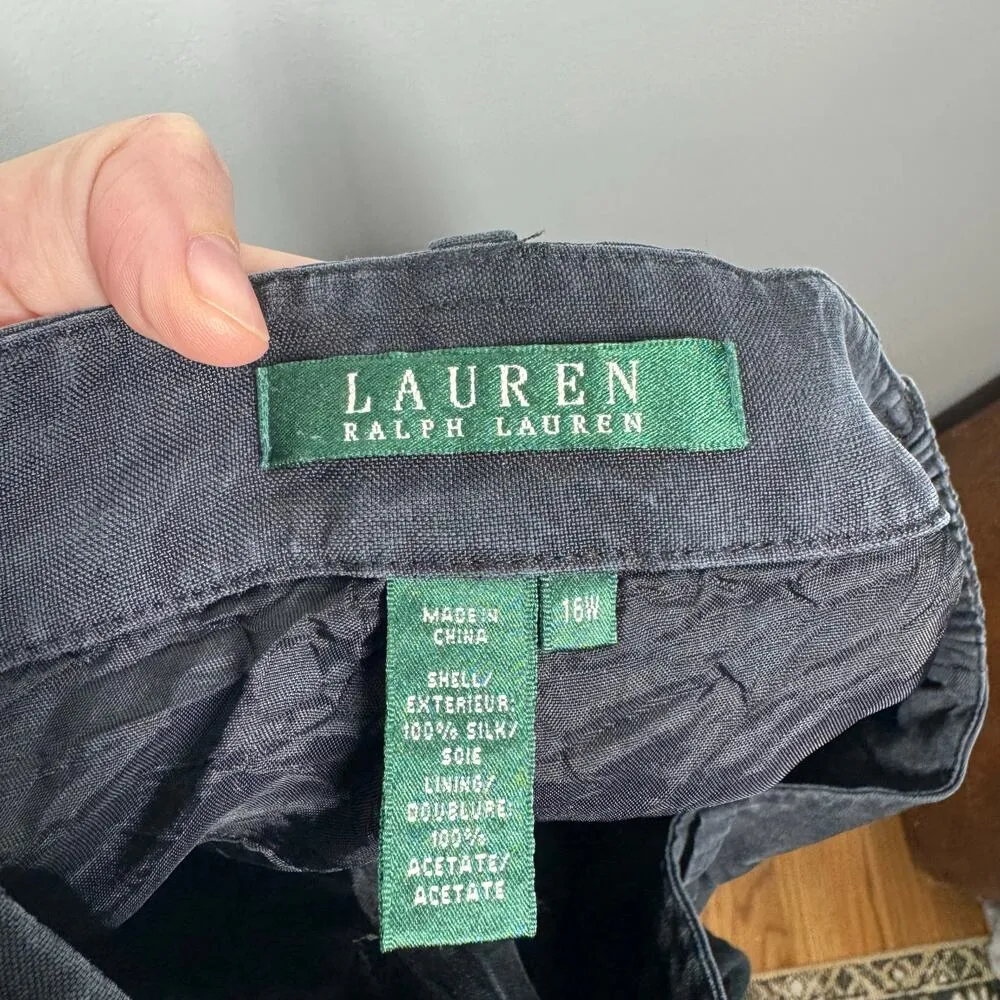 LAUREN
RALPH LAUREN
MADE IN
CHINA
16W
SHELL/
EXTERIEUR:
100% SILK/
SOIE
LINING/
DOUBLURE:
100%
ACETATE/
ACETATE